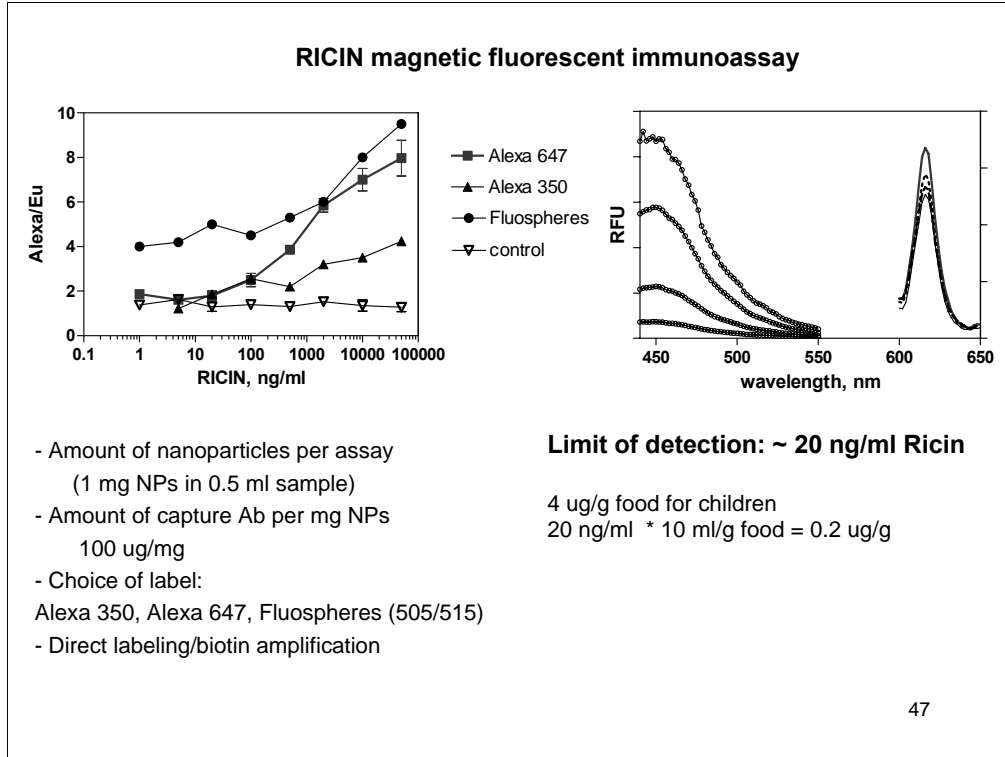 RICIN magnetic fluorescent immunoassay
10
8
6
4
2
0
Alexa/Eu
0.1 1 10 100 1000 10000 100000
RICIN, ng/ml
Alexa 647
Alexa 350
Fluospheres
control
RFU
450 500 550 600 650
wavelength, nm
- Amount of nanoparticles per assay
(1 mg NPs in 0.5 ml sample)
- Amount of capture Ab per mg NPs
100 ug/mg
- Choice of label:
Alexa 350, Alexa 647, Fluospheres (505/515)
- Direct labeling/biotin amplification
Limit of detection: ~ 20 ng/ml Ricin
4 ug/g food for children
20 ng/ml * 10 ml/g food = 0.2 ug/g
47